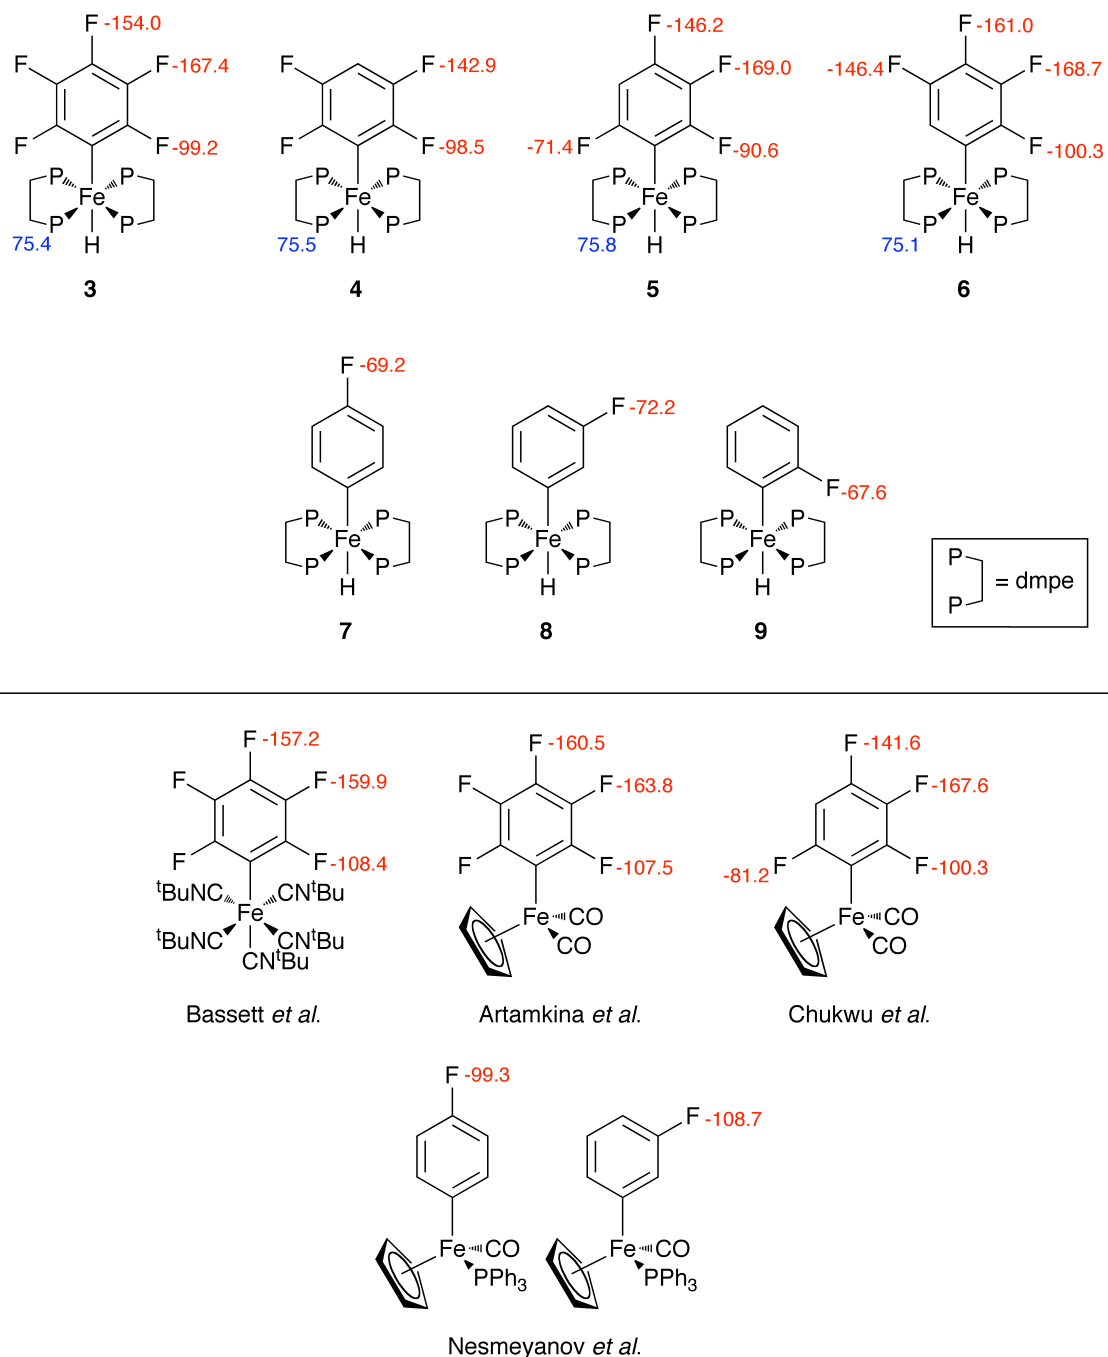 F -154.0
F F -167.4
F F -99.2
P P
Fe
P P
75.4 H
3
F F -142.9
F F -98.5
P P
Fe
P P
75.5 H
4
F -146.2
F -169.0
-71.4 F F -90.6
P P
Fe
P P
75.8 H
5
F -161.0
-146.4 F F -168.7
F -100.3
P P
Fe
P P
75.1 H
6
F -69.2
P P
Fe
P P
H
7
F -72.2
P P
Fe
P P
H
8
F -67.6
P P
Fe
P P
H
9
P
= dmpe
P
F -157.2
F F -159.9
F F -108.4
tBuNC CNtBu
Fe
tBuNC CNtBu
CNtBu
Bassett et al.
F -160.5
F F -163.8
F F -107.5
Fe CO
CO
Artamkina et al.
F -141.6
F -167.6
-81.2 F F -100.3
Fe CO
CO
Chukwu et al.
F -99.3
Fe CO
PPh3
F -108.7
Fe CO
PPh3
Nesmeyanov et al.